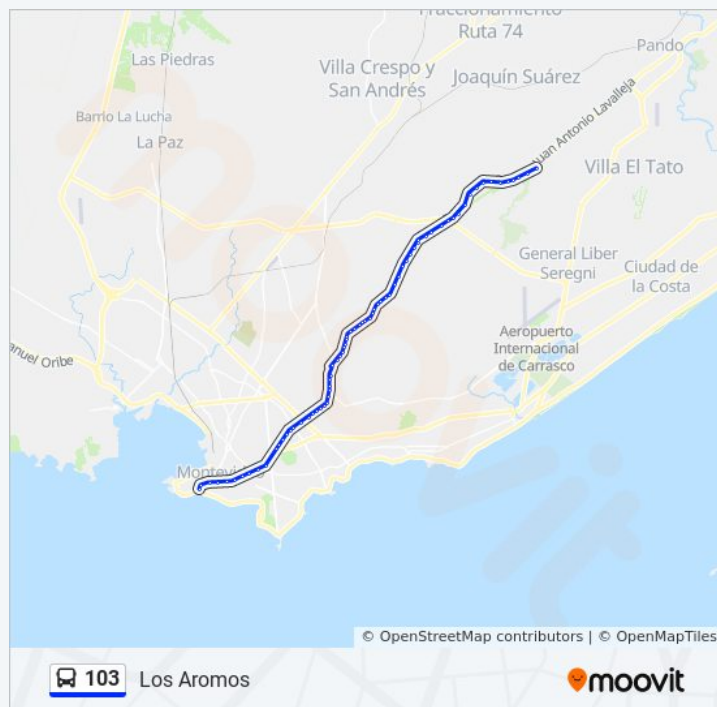 Fraccionamiento
Ruta 74
Pando
Las Piedras
Villa Crespo y
San Andrés
Joaquín Suárez
Juan Antonio Lavalleja
Barrio La Lucha
La Paz
Villa El Tato
General Liber
Seregni
Ciudad de
la Costa
Aeropuerto
Internacional
de Carrasco
anuel Oribe
Montevi
© OpenStreetMap contributors | © OpenMapTiles
103 Los Aromos
moovit
moovit